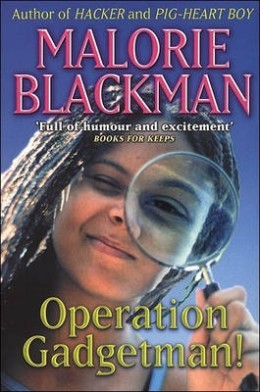 Author of HACKER and PIG-HEART BOY
MALORIE
BLACKMAN
'Full of humour and excitement'
BOOKS FOR KEEPS
Operation
Gadgetman!